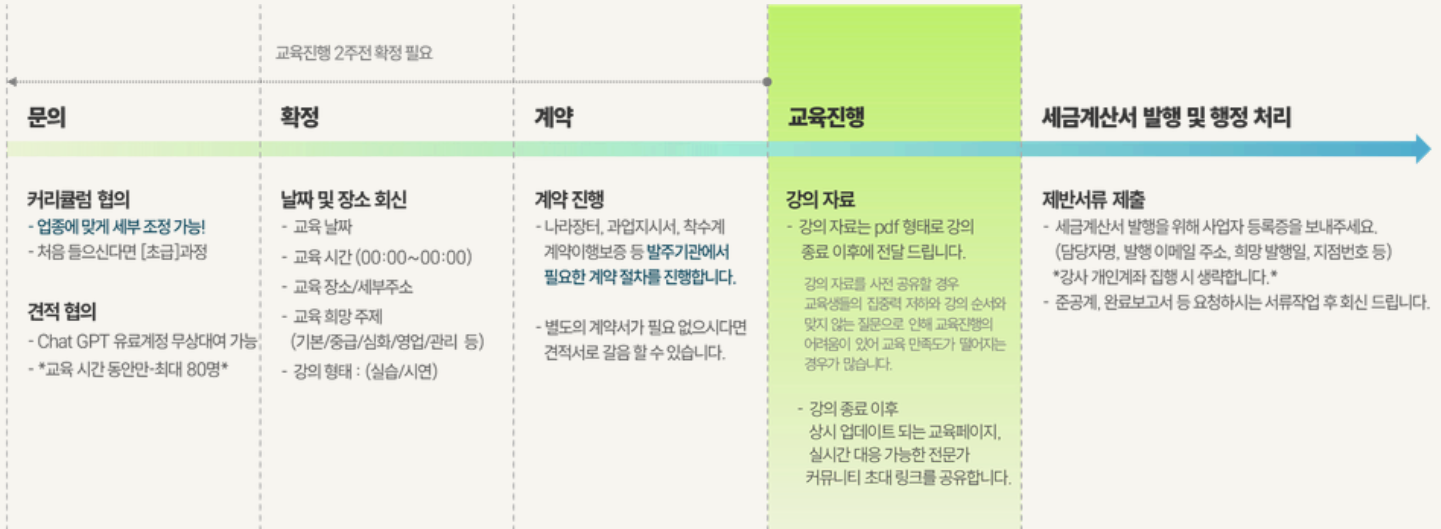 교육진행 2주전 확정 필요
문의
커리큘럼 협의
- 업종에 맞게 세부 조정 가능!
- 처음 들으신다면 [초급]과정
견적 협의
- Chat GPT 유료계정 무상대여 가능
- *교육 시간 동안만-최대 80명*
확정
날짜 및 장소 회신
- 교육 날짜
- 교육 시간 (00:00~00:00)
- 교육 장소/세부주소
- 교육 희망 주제
(기본/중급/심화/영업/관리 등)
- 강의 형태 : (실습/시연)
계약
계약 진행
- 나라장터, 과업지시서, 착수계
계약이행보증 등 발주기관에서
필요한 계약 절차를 진행합니다.
- 별도의 계약서가 필요 없으시다면
견적서로 갈음 할 수 있습니다.
교육진행
강의 자료
- 강의 자료는 pdf 형태로 강의
종료 이후에 전달 드립니다.
강의 자료를 사전 공유할 경우
교육생들의 집중력 저하와 강의 순서와
맞지 않는 질문으로 인해 교육진행의
어려움이 있어 교육 만족도가 떨어지는
경우가 많습니다.
- 강의 종료 이후
상시 업데이트 되는 교육페이지,
실시간 대응 가능한 전문가
커뮤니티 초대 링크를 공유합니다.
세금계산서 발행 및 행정 처리
제반서류 제출
- 세금계산서 발행을 위해 사업자 등록증을 보내주세요.
(담당자명, 발행 이메일 주소, 희망 발행일, 지점번호 등)
*강사 개인계좌 집행 시 생략합니다.*
- 준공계, 완료보고서 등 요청하시는 서류작업 후 회신 드립니다.